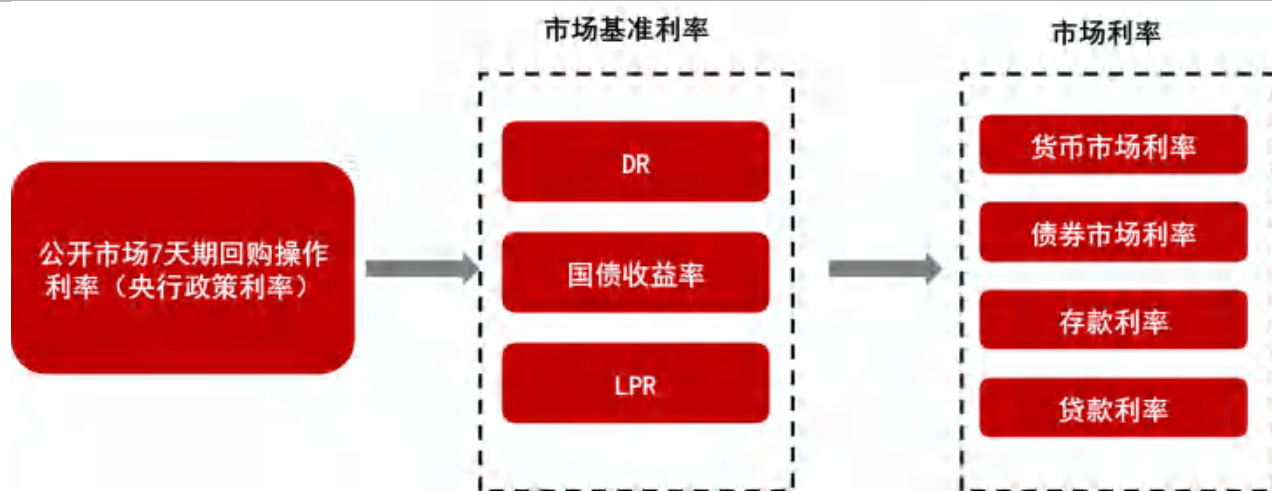 市场基准利率
市场利率
公开市场7天期回购操作
利率（央行政策利率）
DR
国债收益率
LPR
货币市场利率
债券市场利率
存款利率
贷款利率